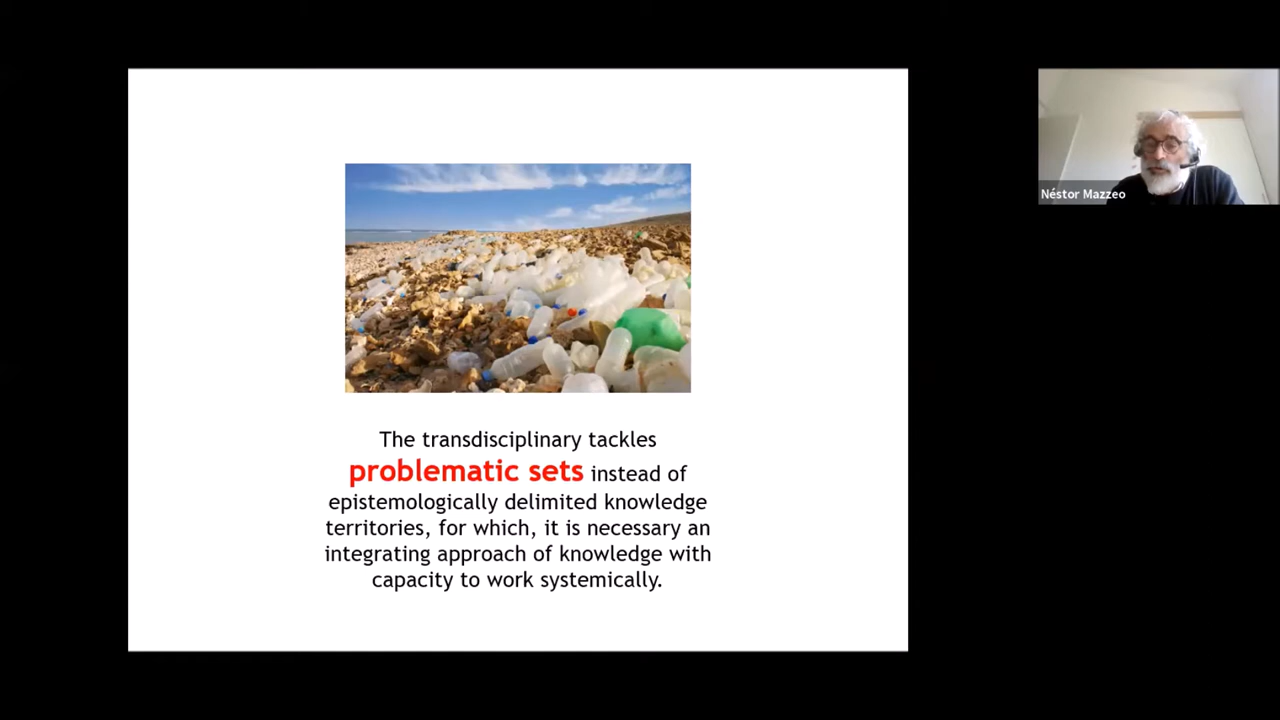 The transdisciplinary tackles
problematic sets instead of
epistemologically delimited knowledge
territories, for which, it is necessary an
integrating approach of knowledge with
capacity to work systemically.
Néstor Mazzeo